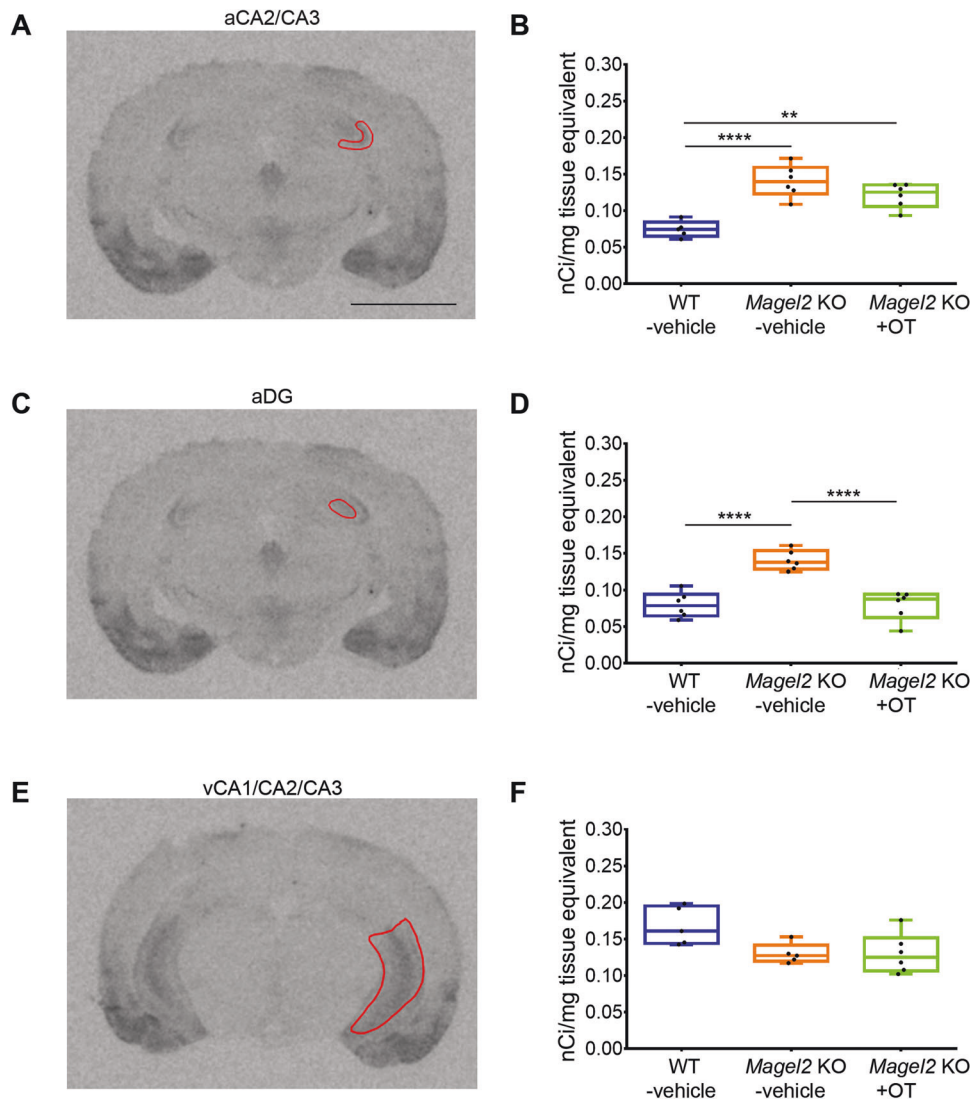 A
aCA2/CA3
B
nCi/mg tissue equivalent
0.30
0.25
0.20
0.15
0.10
0.05
0.00
**
****
WT Magel2 KO Magel2 KO
-vehicle -vehicle +OT
C
aDG
D
nCi/mg tissue equivalent
0.30
0.25
0.20
0.15
0.10
0.05
0.00
**** ****
WT Magel2 KO Magel2 KO
-vehicle -vehicle +OT
E
vCA1/CA2/CA3
F
nCi/mg tissue equivalent
0.30
0.25
0.20
0.15
0.10
0.05
0.00
WT Magel2 KO Magel2 KO
-vehicle -vehicle +OT